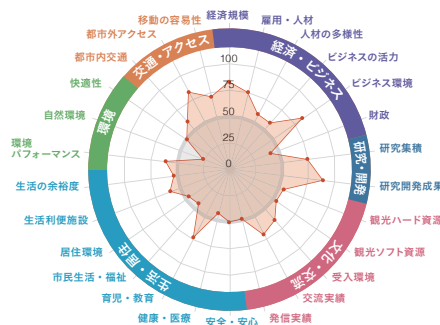 経済規模
雇用・人材
人材の多様性
ビジネスの活力
ビジネス環境
財政
研究集積
研究開発成果
観光ハード資源
観光ソフト資源
受入環境
交流実績
発信実績
安全・安心
健康・医療
育児・教育
市民生活・福祉
居住環境
生活利便施設
生活の余裕度
環境
パフォーマンス
自然環境
快適性
都市内交通
都市外アクセス
移動の容易性
経済・ビジネス
研究・開発
文化・交流
生活・居住
環境
交通・アクセス
100
75
50
25
0